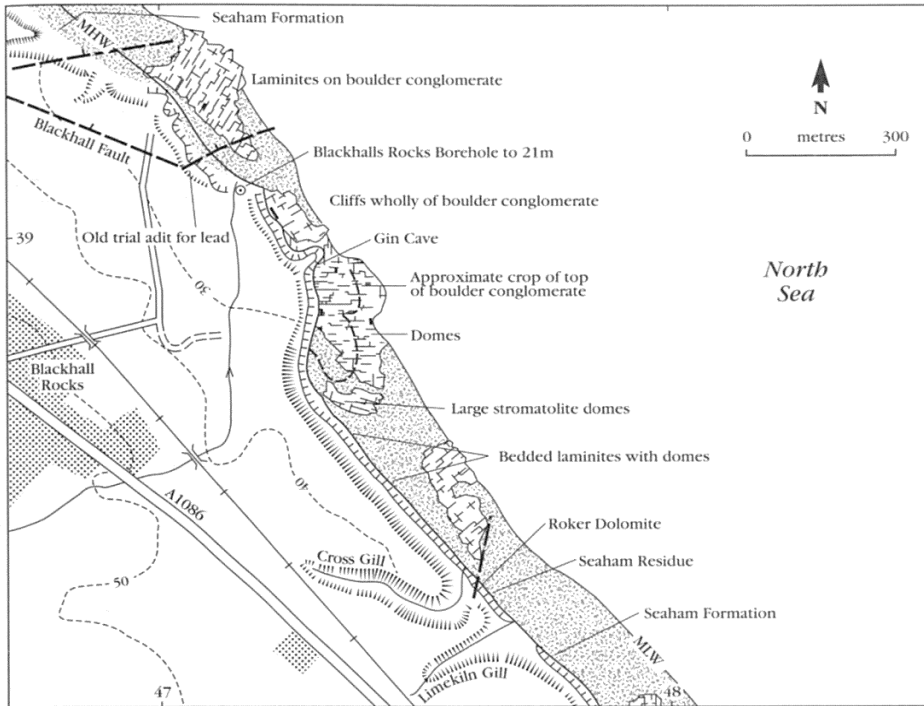 Seaham Formation
MHW
Laminites on boulder conglomerate
N
0 metres 300
Blackhall Fault
Blackhalls Rocks Borehole to 21m
Cliffs wholly of boulder conglomerate
39
Old trial adit for lead
Gin Cave
30
Approximate crop of top
of boulder conglomerate
North
Sea
Domes
Blackhall
Rocks
Large stromatolite domes
Bedded laminites with domes
40
A1086
Roker Dolomite
Cross Gill
Seaham Residue
50
Seaham Formation
MLW
Limekiln Gill
47
48